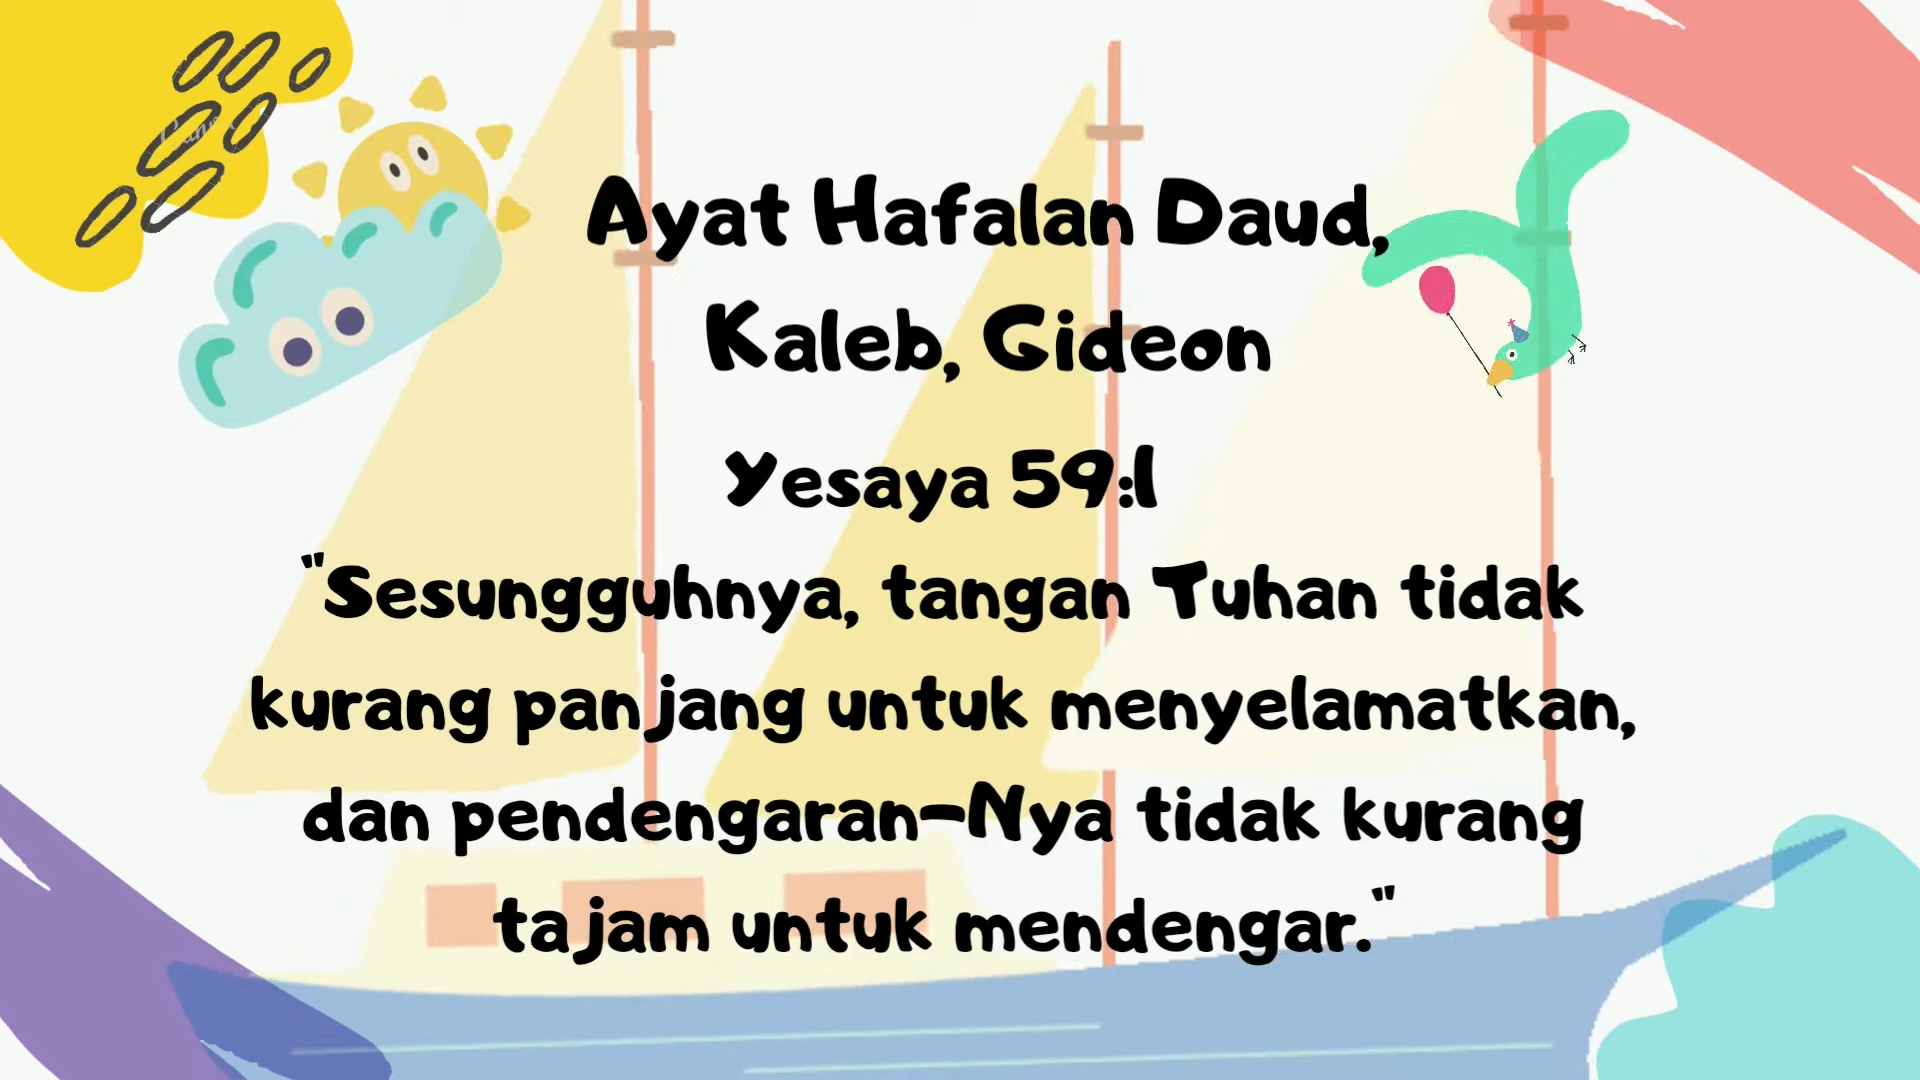 Ayat Hafalan Daud,
Kaleb, Gideon
Yesaya 59:1
"Sesungguhnya, tangan Tuhan tidak
kurang panjang untuk menyelamatkan,
dan pendengaran-Nya tidak kurang
tajam untuk mendengar."